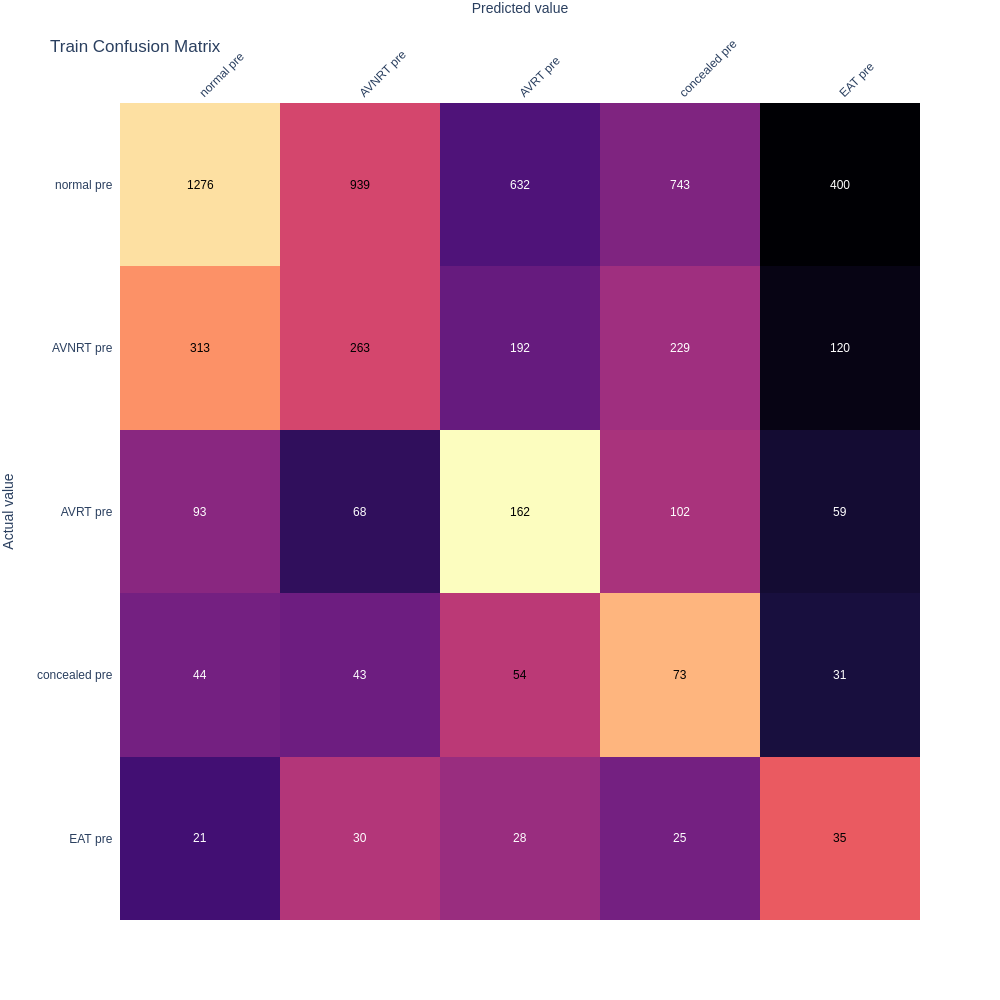 Predicted value
Train Confusion Matrix
normal pre AVNRT pre AVRT pre concealed pre EAT pre
normal pre 1276 939 632 743 400
AVNRT pre 313 263 192 229 120
Actual value
AVRT pre 93 68 162 102 59
concealed pre 44 43 54 73 31
EAT pre 21 30 28 25 35